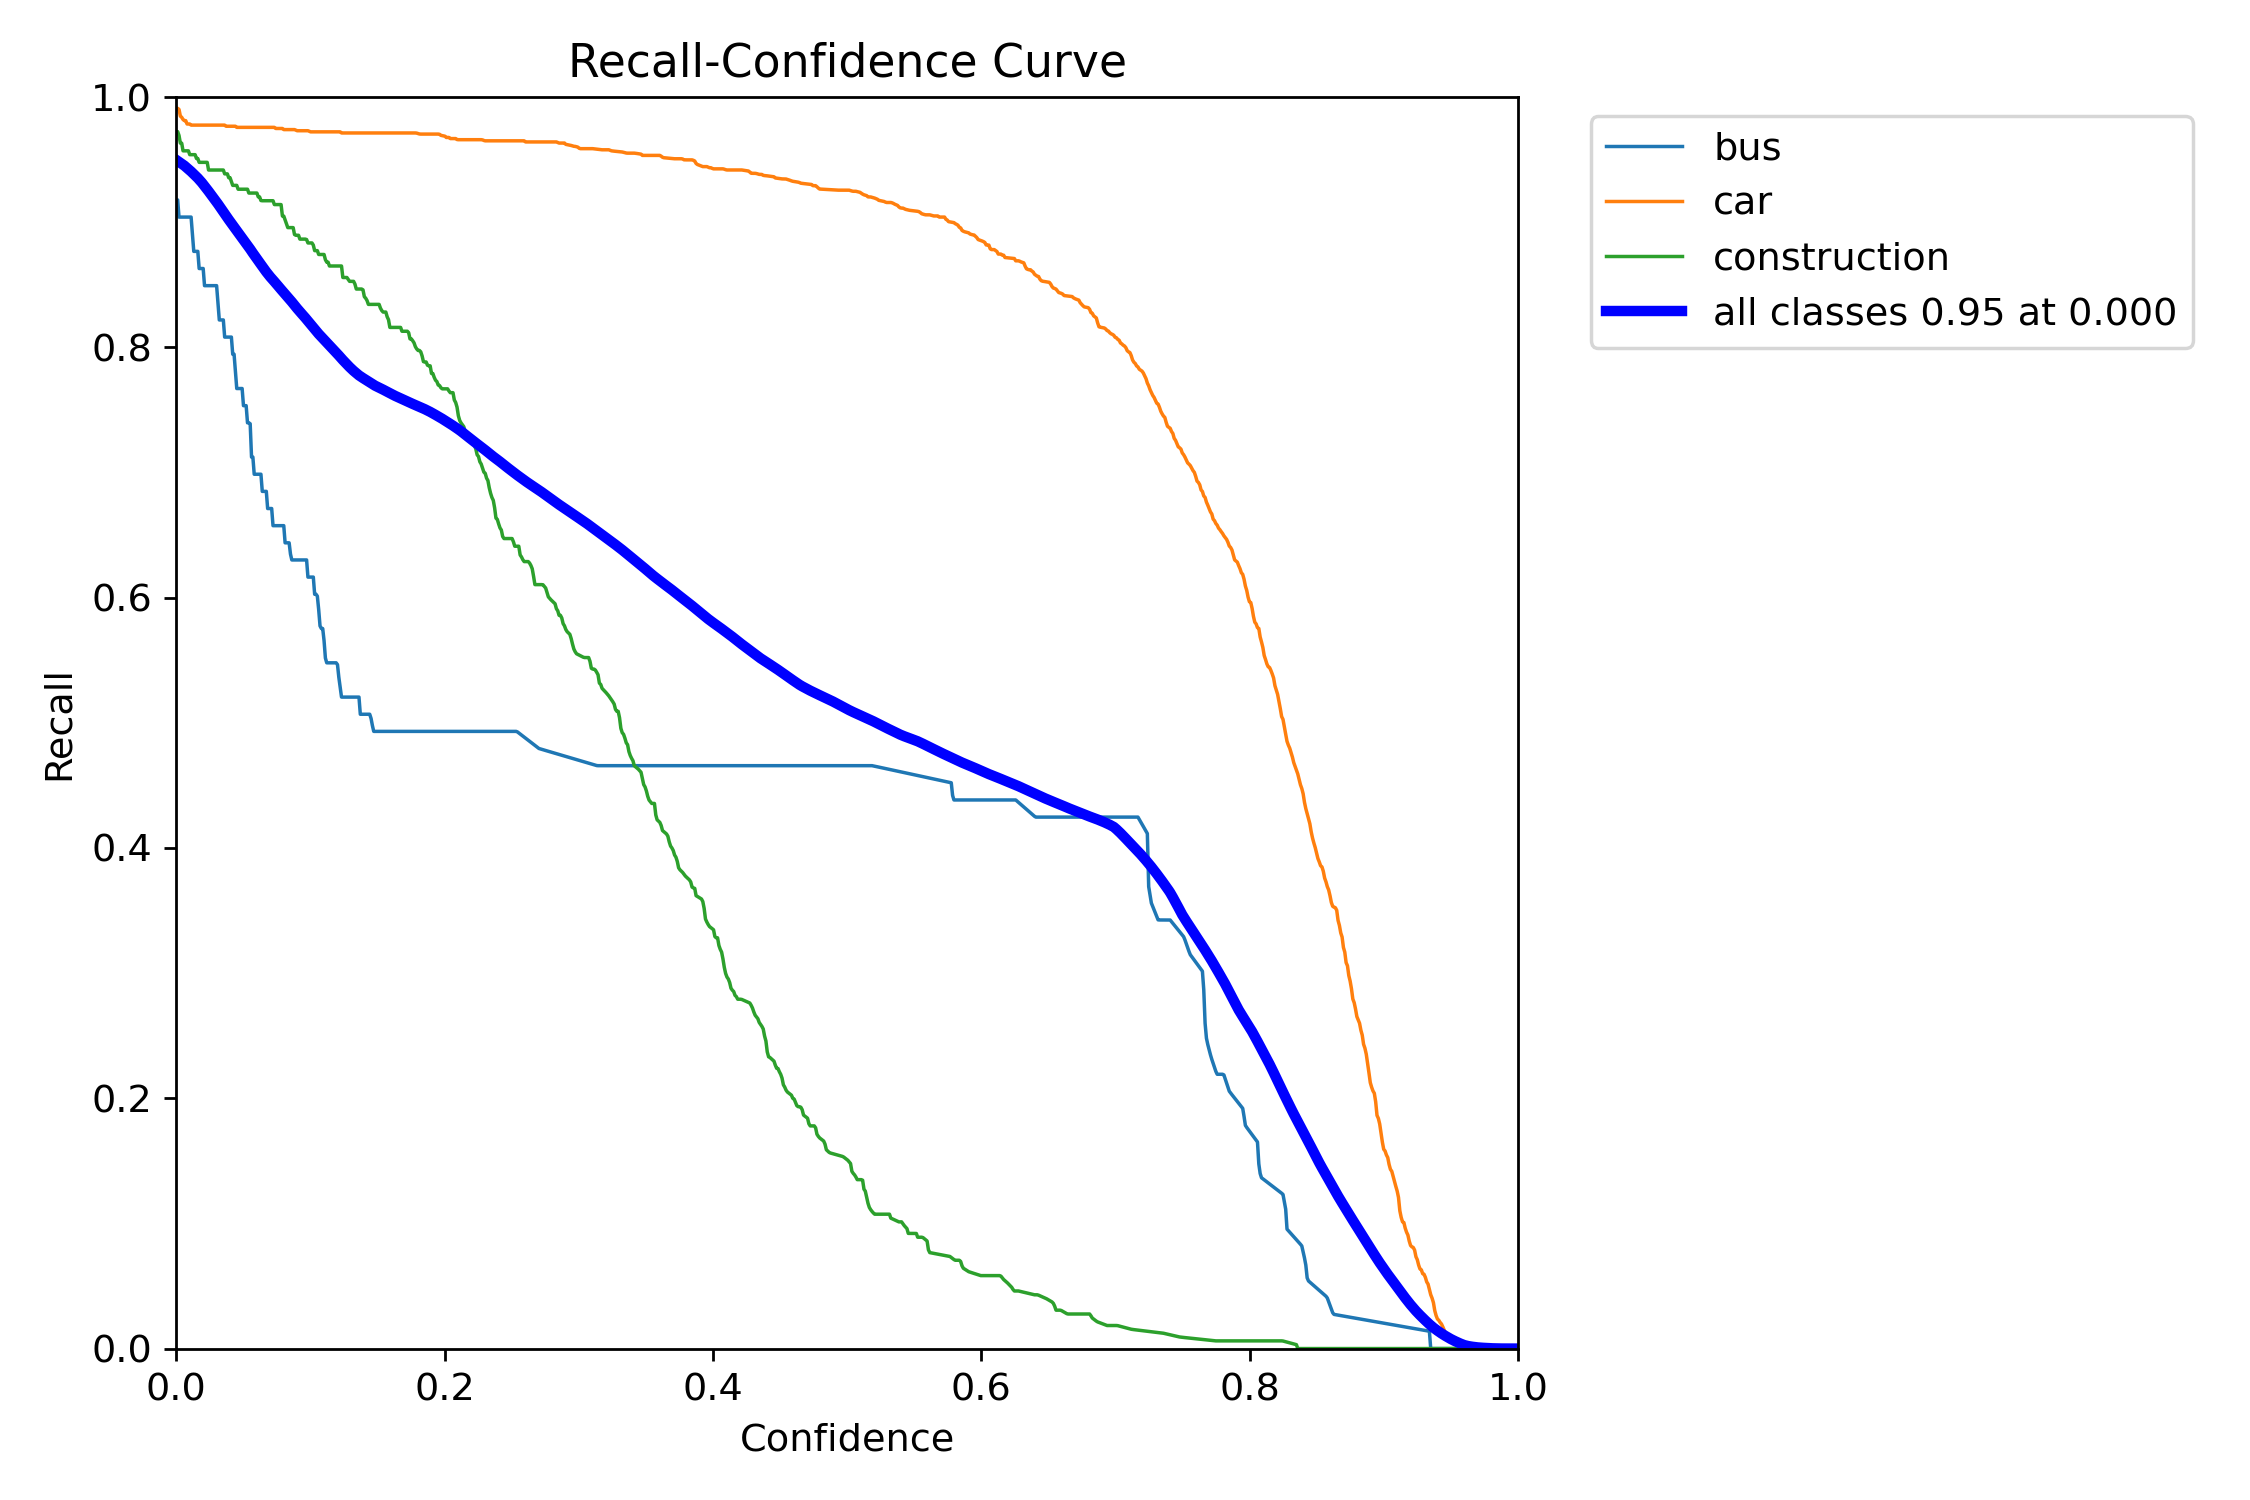 Recall-Confidence Curve
1.0
0.8
0.6
0.4
0.2
0.0
Recall
0.0 0.2 0.4 0.6 0.8 1.0
Confidence
bus
car
construction
all classes 0.95 at 0.000